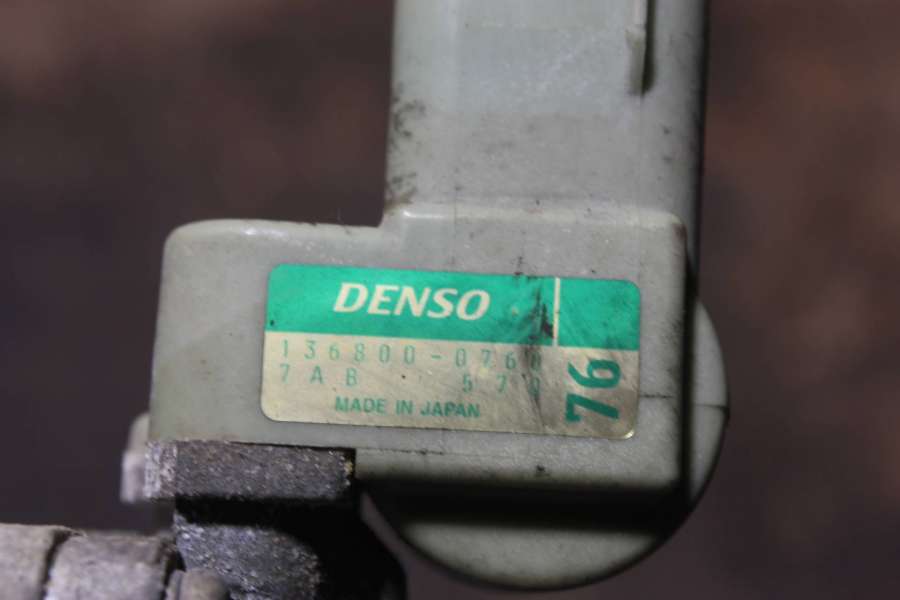 DENSO
136800-0760
7AB 570
MADE IN JAPAN
76